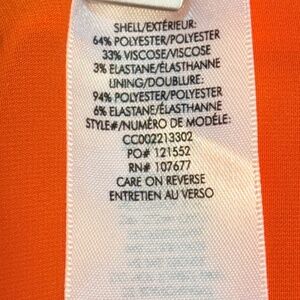 SHELL/EXTÉRIEUR:
64% POLYESTER/POLYESTER
33% VISCOSE/VISCOSE
3% ELASTANE/ÉLASTHANNE
LINING/DOUBLURE:
94% POLYESTER/POLYESTER
6% ELASTANE/ÉLASTHANNE
STYLE#/NUMÉRO DE MODÈLE:
CC002213302
PO# 121552
RN# 107677
CARE ON REVERSE
ENTRETIEN AU VERSO